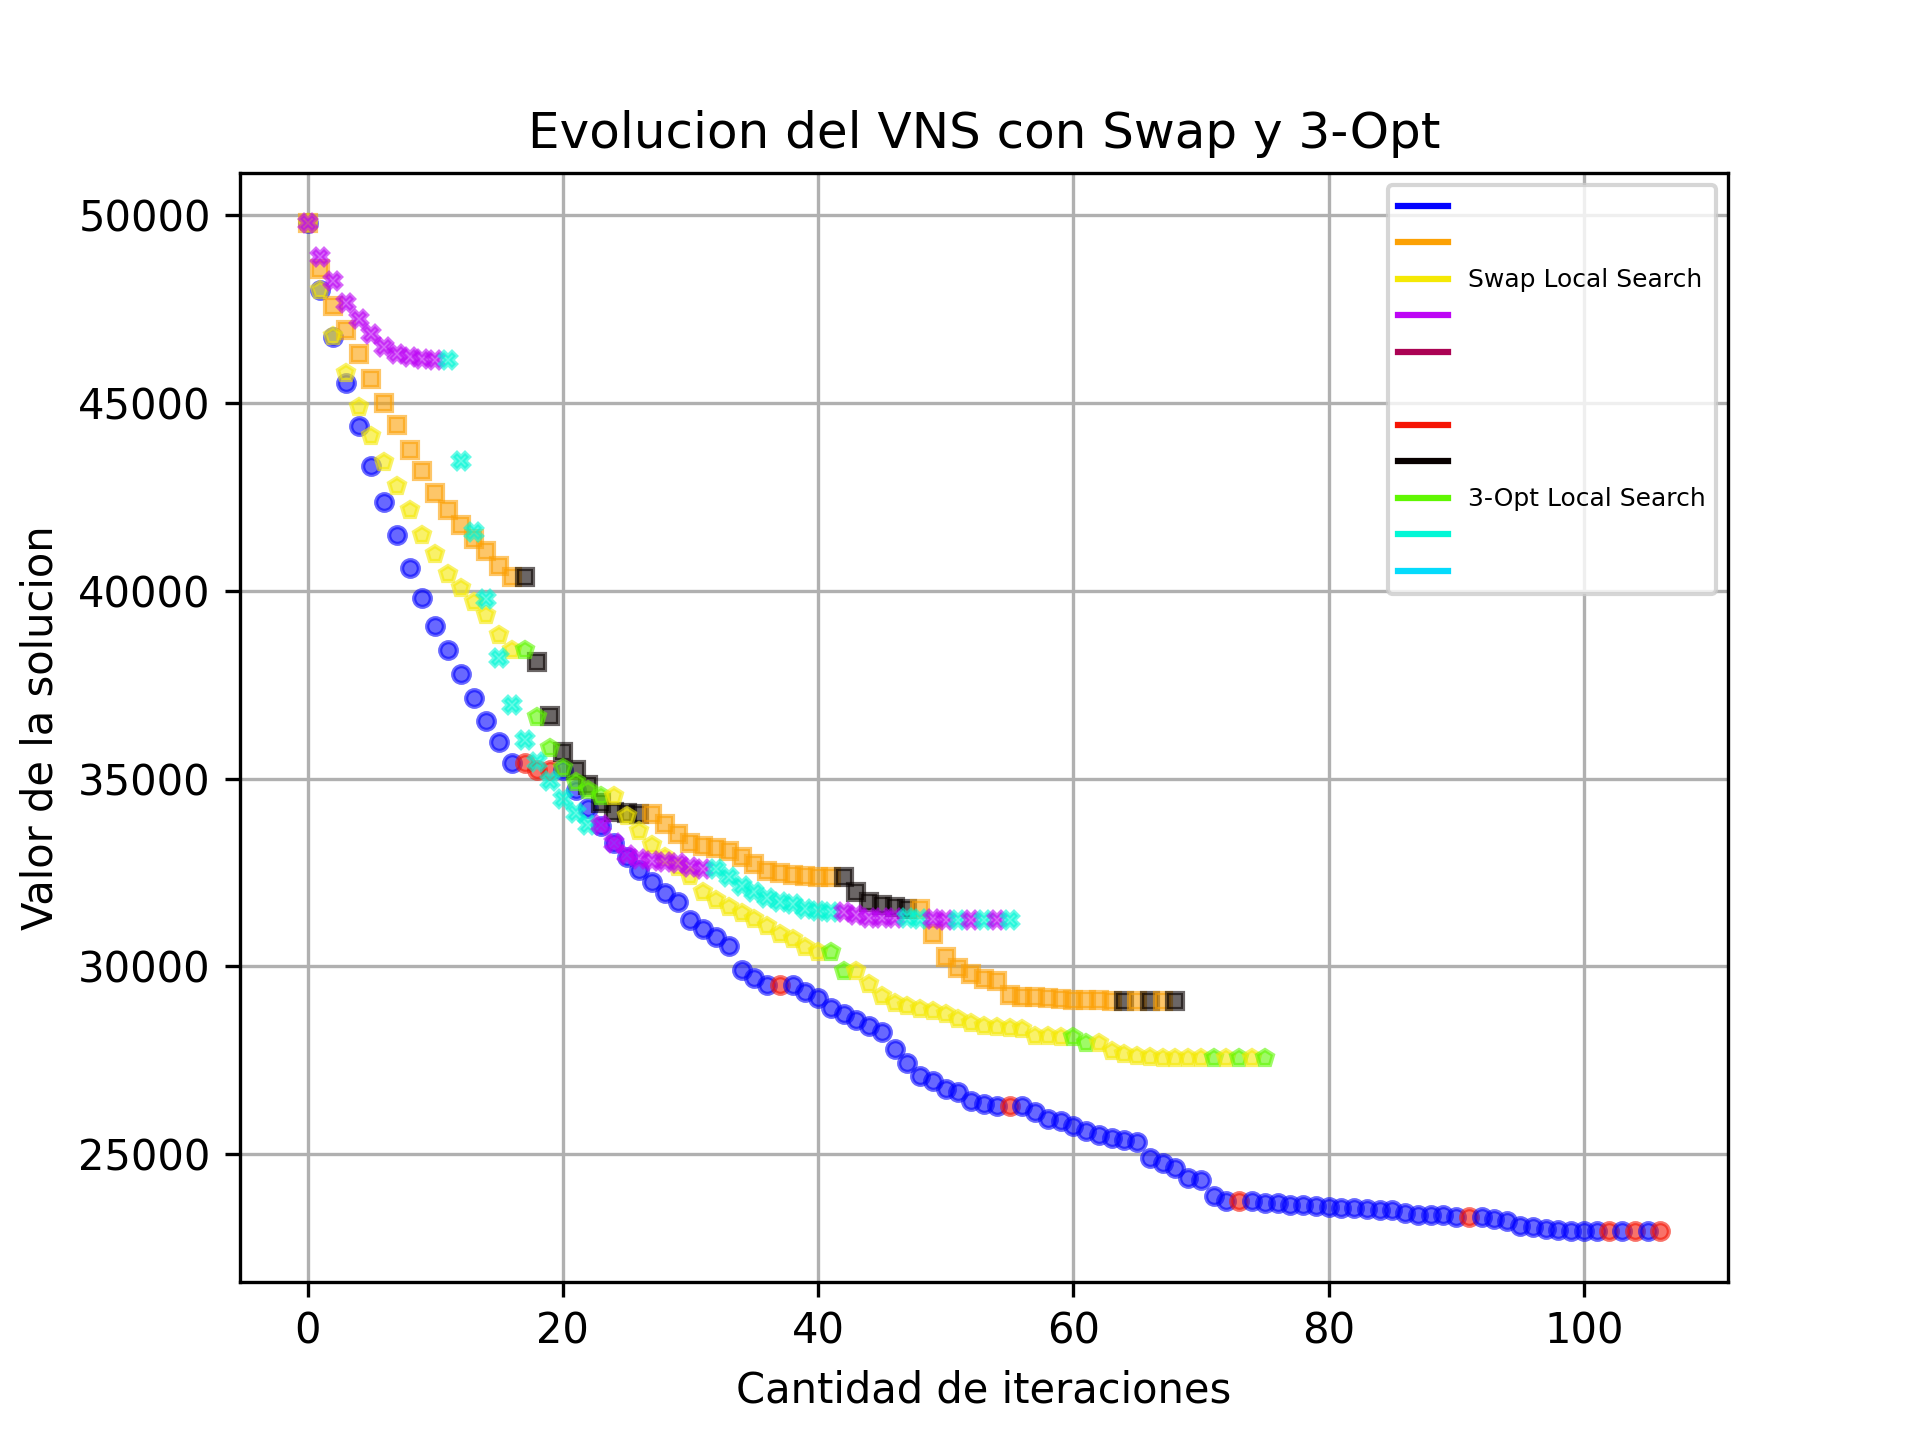 Evolucion del VNS con Swap y 3-Opt
Valor de la solucion
50000
45000
40000
35000
30000
25000
Swap Local Search
3-Opt Local Search
0 20 40 60 80 100
Cantidad de iteraciones